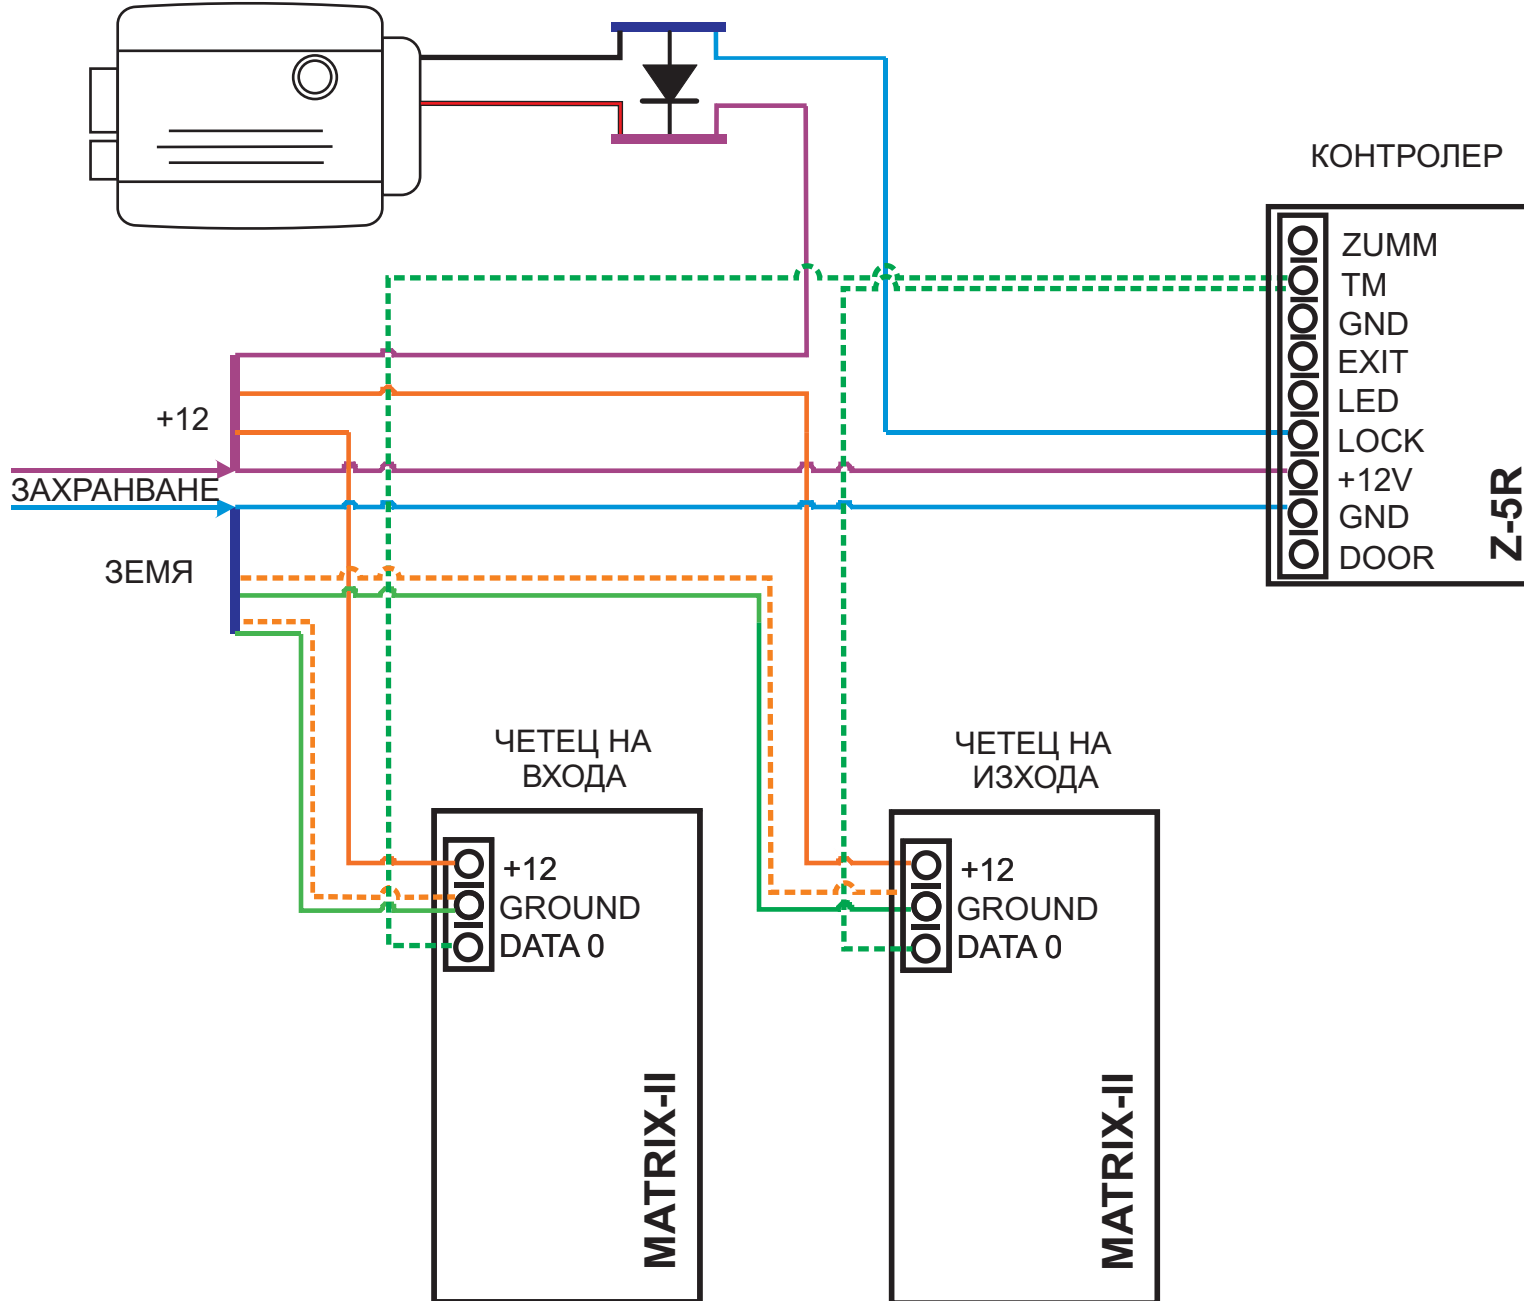 КОНТРОЛЕР
ZUMM
TM
GND
EXIT
LED
LOCK
+12V
GND
DOOR
Z-5R
+12
ЗАХРАНВАНЕ
ЗЕМЯ
ЧЕТЕЦ НА
ВХОДА
+12
GROUND
DATA 0
MATRIX-II
ЧЕТЕЦ НА
ИЗХОДА
+12
GROUND
DATA 0
MATRIX-II